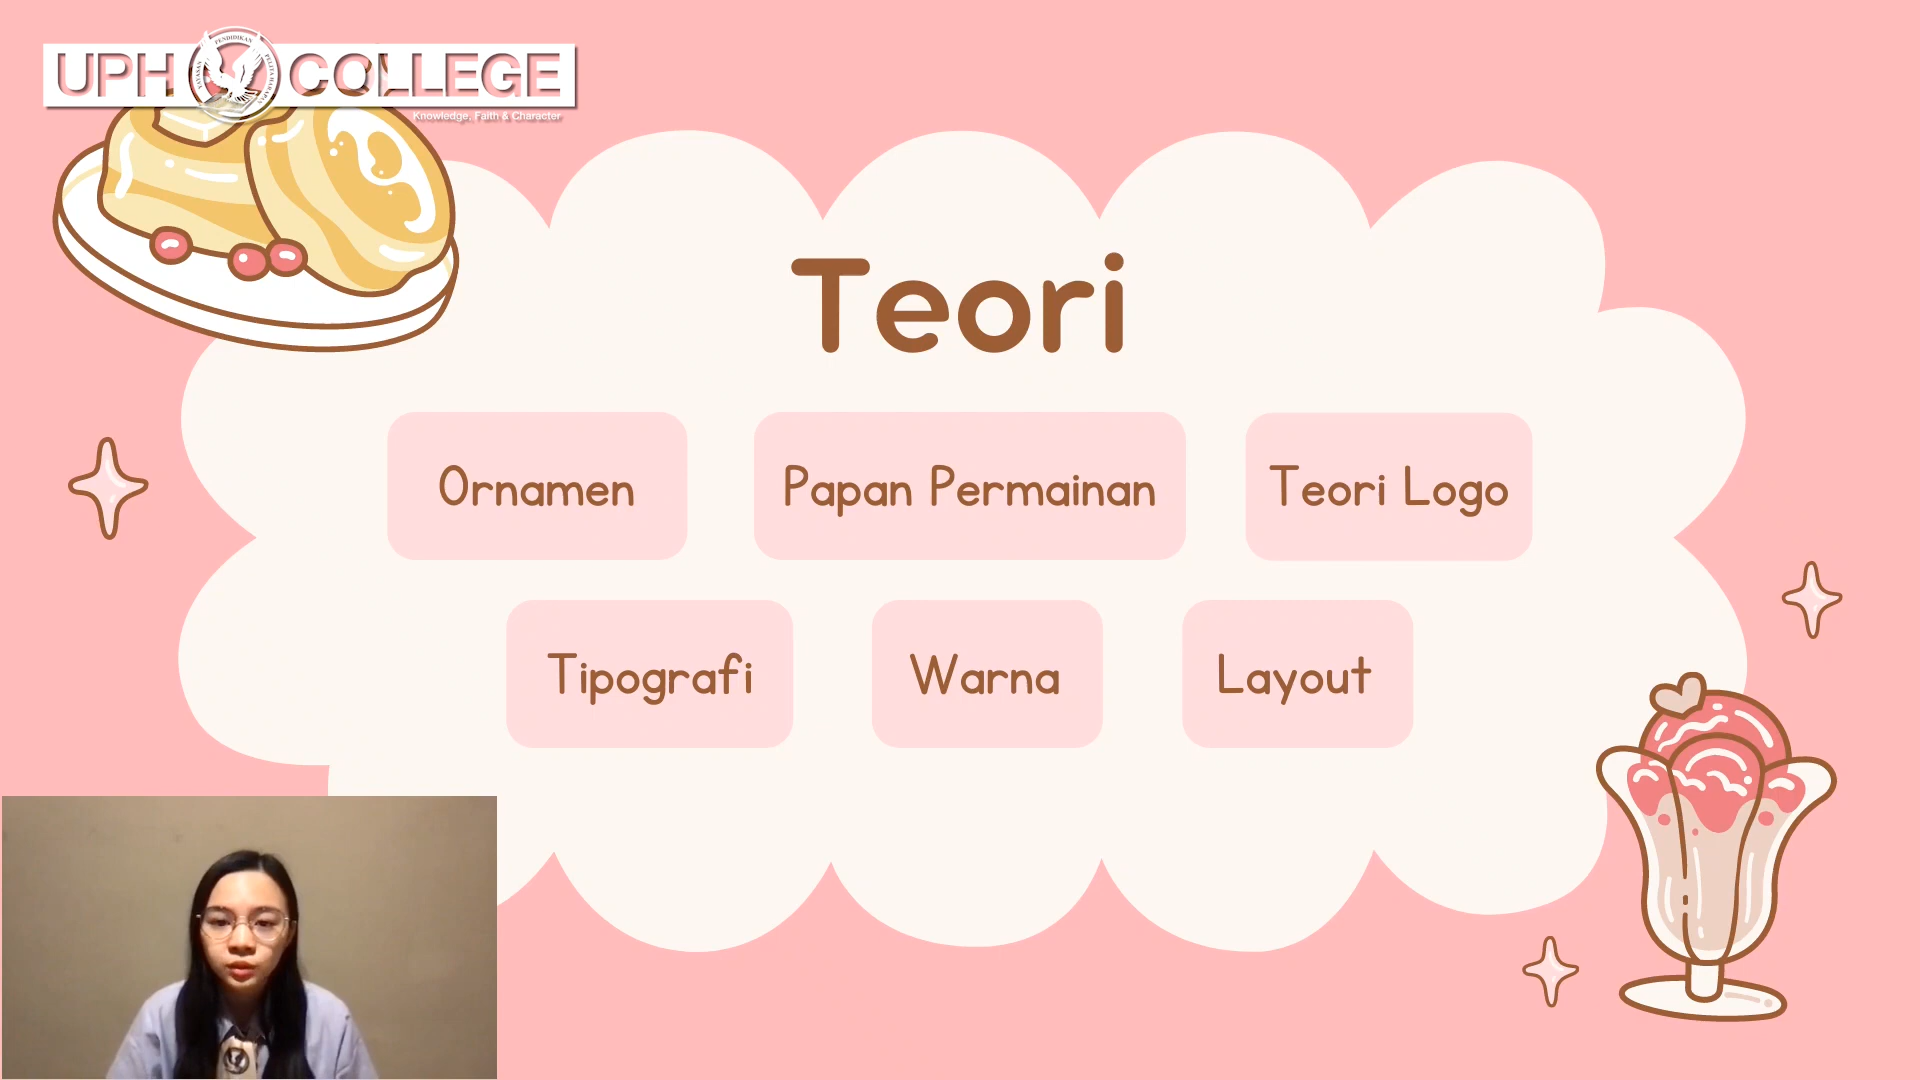 UPH COLLEGE
Knowledge, Faith & Character
Teori
Ornamen
Papan Permainan
Teori Logo
Tipografi
Warna
Layout